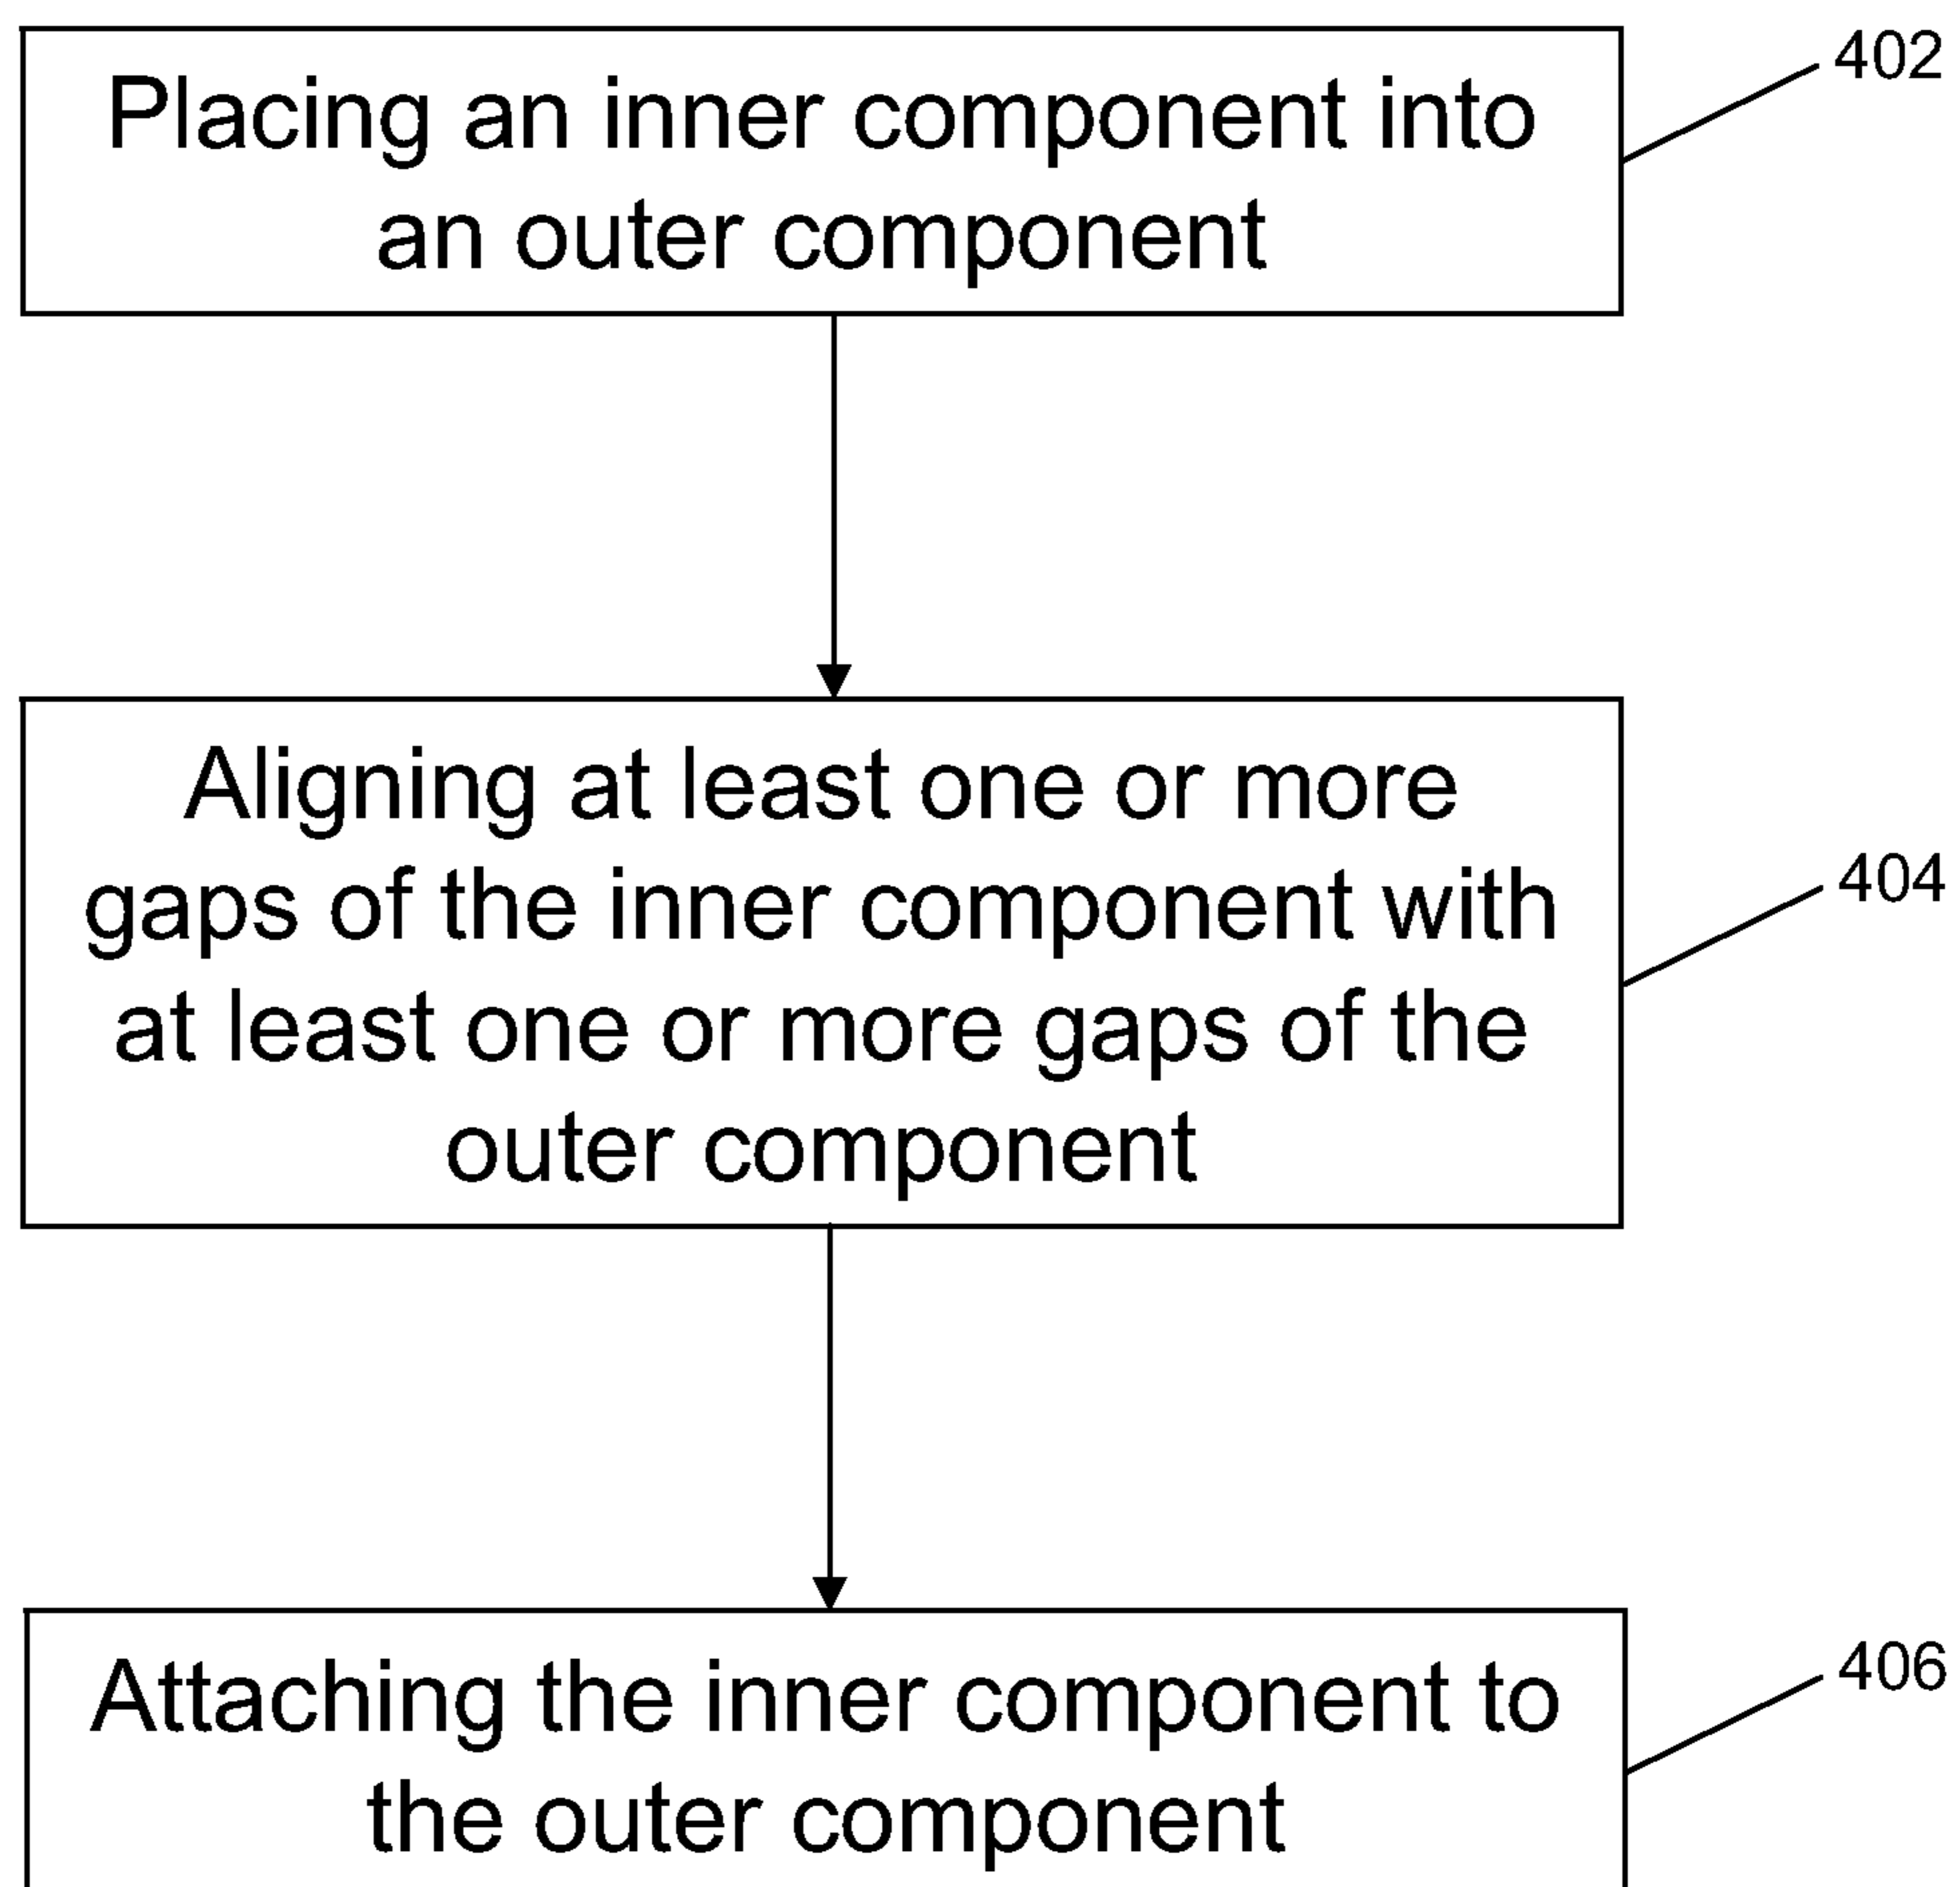 Placing an inner component into
an outer component
402
Aligning at least one or more
gaps of the inner component with
at least one or more gaps of the
outer component
404
Attaching the inner component to
the outer component
406